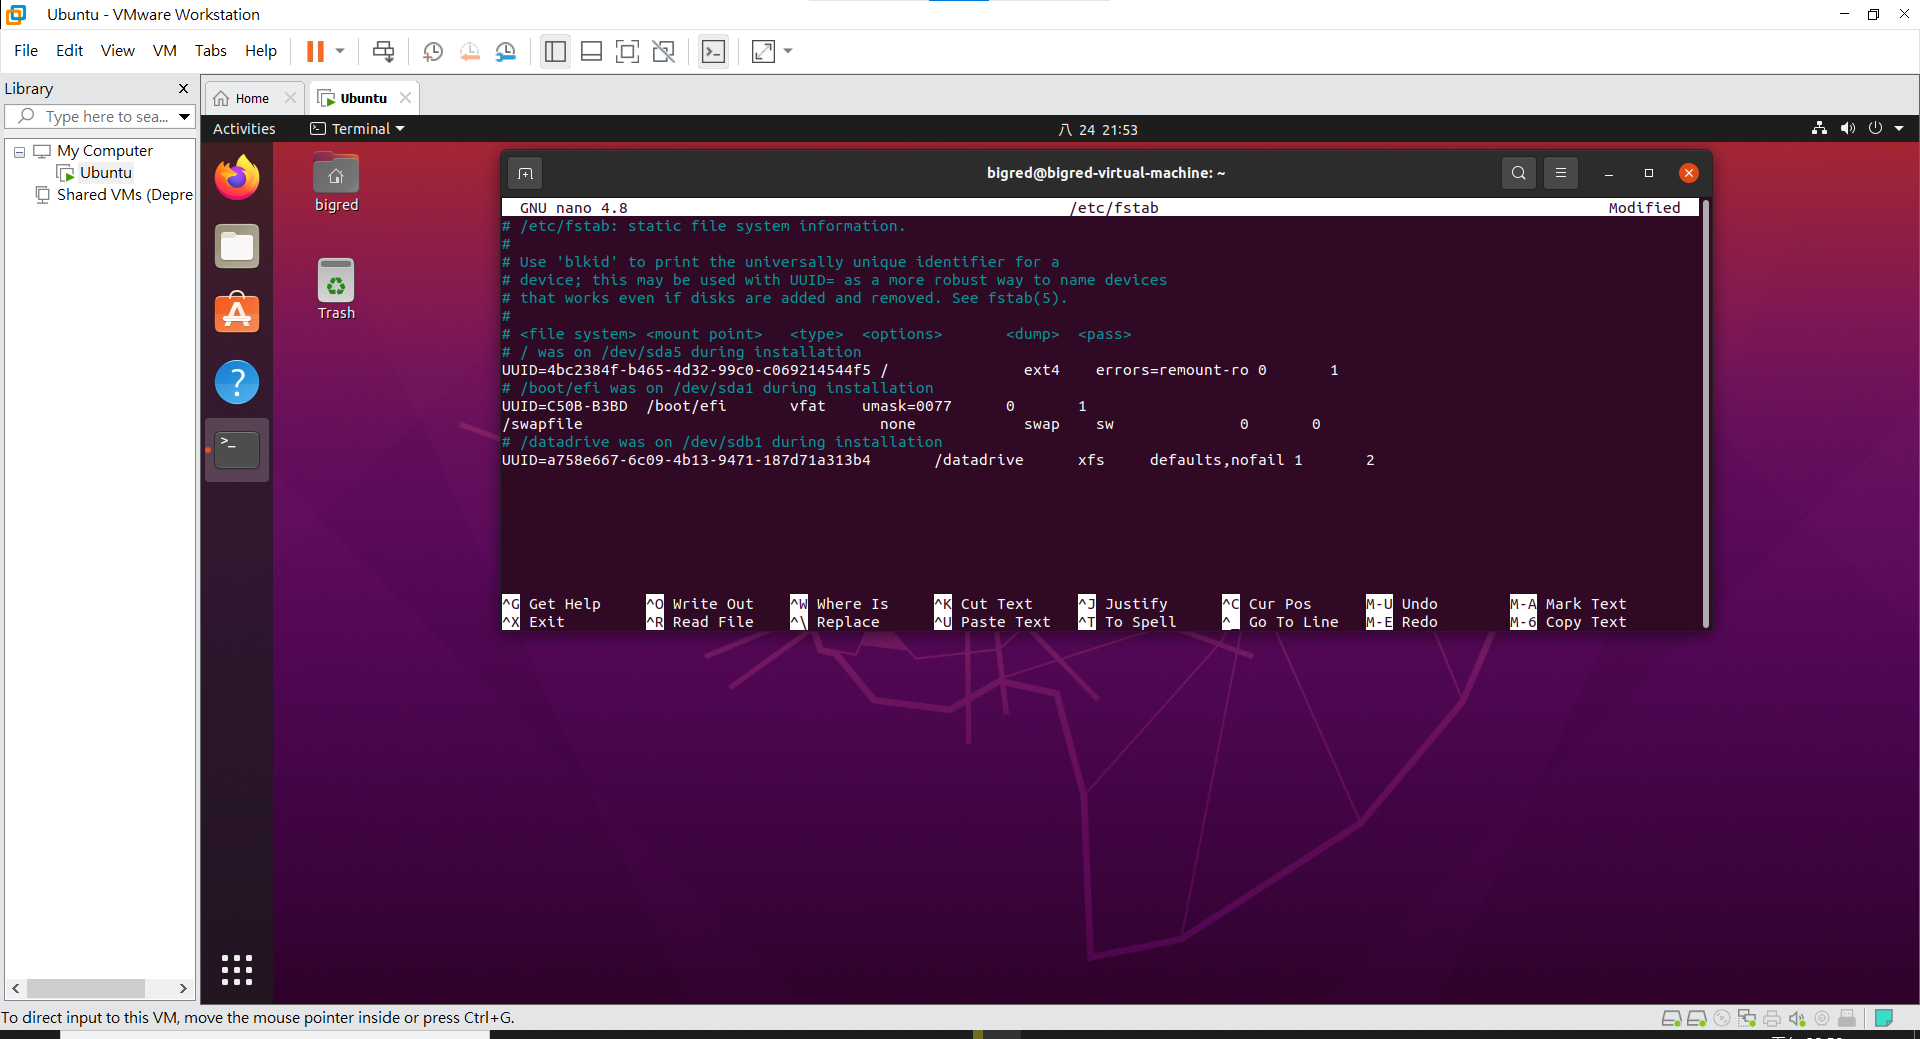 Ubuntu - VMware Workstation
File Edit View VM Tabs Help
Library
Type here to sea...
My Computer
Ubuntu
Shared VMs (Depre
Home Ubuntu
Activities Terminal 八 24 21:53
bigred
Trash
bigred@bigred-virtual-machine: ~
GNU nano 4.8 /etc/fstab Modified
# /etc/fstab: static file system information.
#
# Use 'blkid' to print the universally unique identifier for a
# device; this may be used with UUID= as a more robust way to name devices
# that works even if disks are added and removed. See fstab(5).
#
# <file system> <mount point> <type> <options> <dump> <pass>
# / was on /dev/sda5 during installation
UUID=4bc2384f-b465-4d32-99c0-c069214544f5 / ext4 errors=remount-ro 0 1
# /boot/efi was on /dev/sda1 during installation
UUID=C50B-B3BD /boot/efi vfat umask=0077 0 1
/swapfile none swap sw 0 0
# /datadrive was on /dev/sdb1 during installation
UUID=a758e667-6c09-4b13-9471-187d71a313b4 /datadrive xfs defaults,nofail 1 2
^G Get Help ^O Write Out ^W Where Is ^K Cut Text ^J Justify ^C Cur Pos M-U Undo M-A Mark Text
^X Exit ^R Read File ^\ Replace ^U Paste Text ^T To Spell ^_ Go To Line M-E Redo M-6 Copy Text
To direct input to this VM, move the mouse pointer inside or press Ctrl+G.